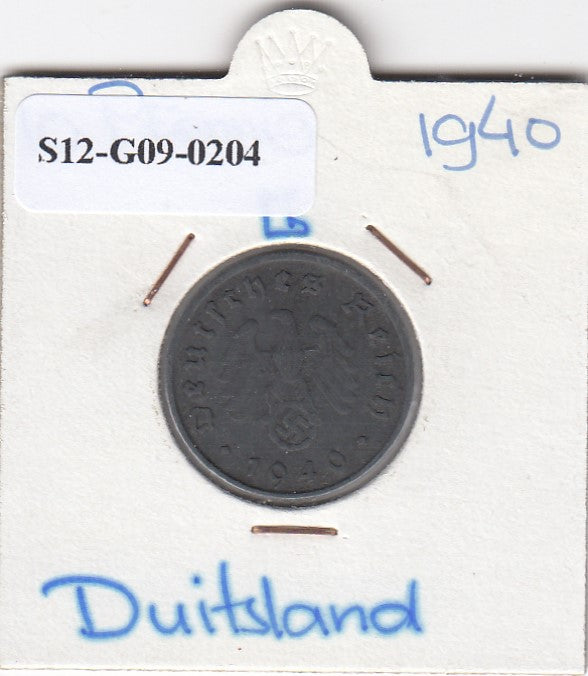 S12-G09-0204
1940
G
Deutsches Reich
1940
Duitsland